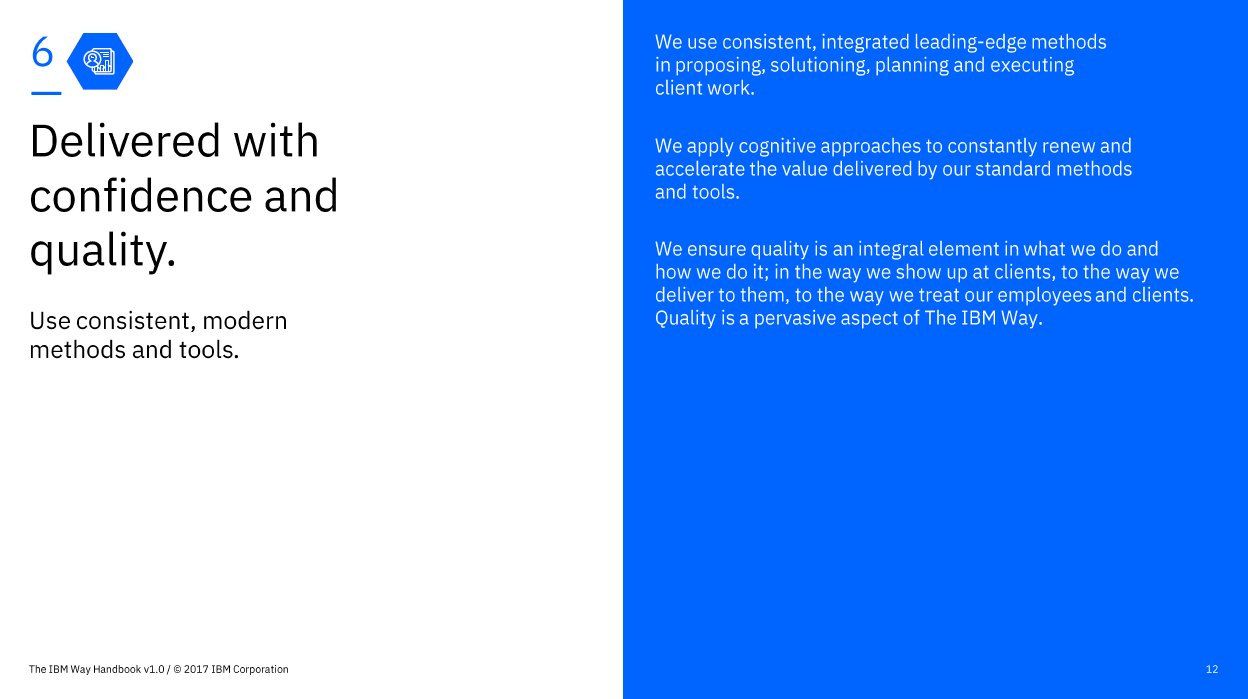 6
Delivered with
confidence and
quality.
Use consistent, modern
methods and tools.
We use consistent, integrated leading-edge methods
in proposing, solutioning, planning and executing
client work.
We apply cognitive approaches to constantly renew and
accelerate the value delivered by our standard methods
and tools.
We ensure quality is an integral element in what we do and
how we do it; in the way we show up at clients, to the way we
deliver to them, to the way we treat our employees and clients.
Quality is a pervasive aspect of The IBM Way.
The IBM Way Handbook v1.0 / © 2017 IBM Corporation
12